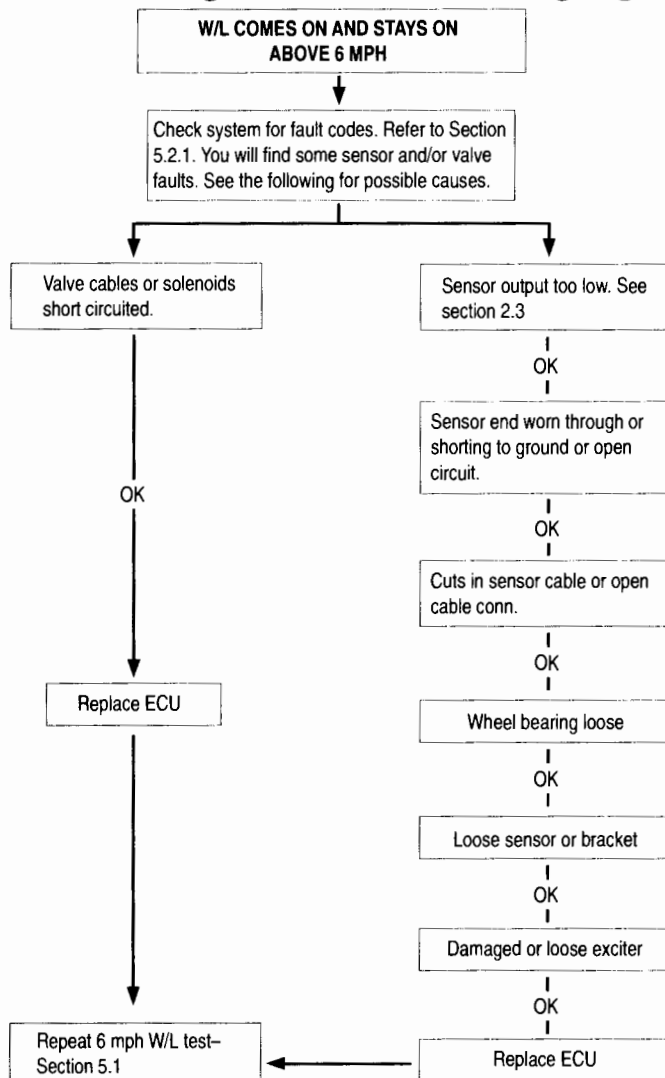 W/L COMES ON AND STAYS ON
ABOVE 6 MPH
Check system for fault codes. Refer to Section
5.2.1. You will find some sensor and/or valve
faults. See the following for possible causes.
Valve cables or solenoids
short circuited.
OK
Replace ECU
Sensor output too low. See
section 2.3
OK
Sensor end worn through or
shorting to ground or open
circuit.
OK
Cuts in sensor cable or open
cable conn.
OK
Wheel bearing loose
OK
Loose sensor or bracket
OK
Damaged or loose exciter
OK
Replace ECU
Repeat 6 mph W/L test–
Section 5.1